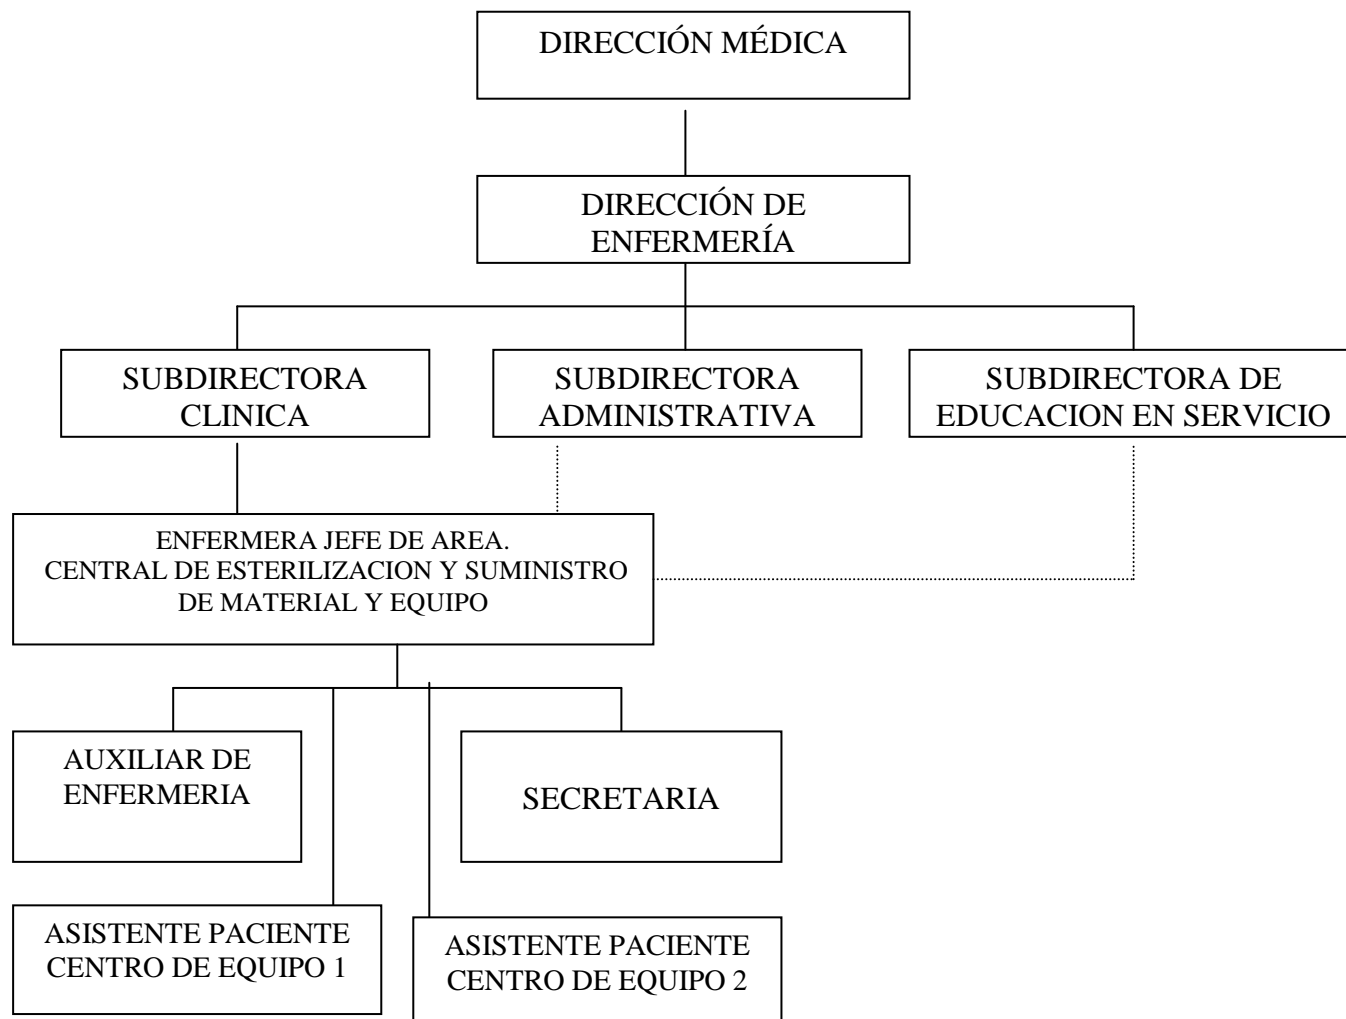 DIRECCIÓN MÉDICA
DIRECCIÓN DE
ENFERMERÍA
SUBDIRECTORA
CLINICA
SUBDIRECTORA
ADMINISTRATIVA
SUBDIRECTORA DE
EDUCACION EN SERVICIO
ENFERMERA JEFE DE AREA.
CENTRAL DE ESTERILIZACION Y SUMINISTRO
DE MATERIAL Y EQUIPO
AUXILIAR DE
ENFERMERIA
SECRETARIA
ASISTENTE PACIENTE
CENTRO DE EQUIPO 1
ASISTENTE PACIENTE
CENTRO DE EQUIPO 2